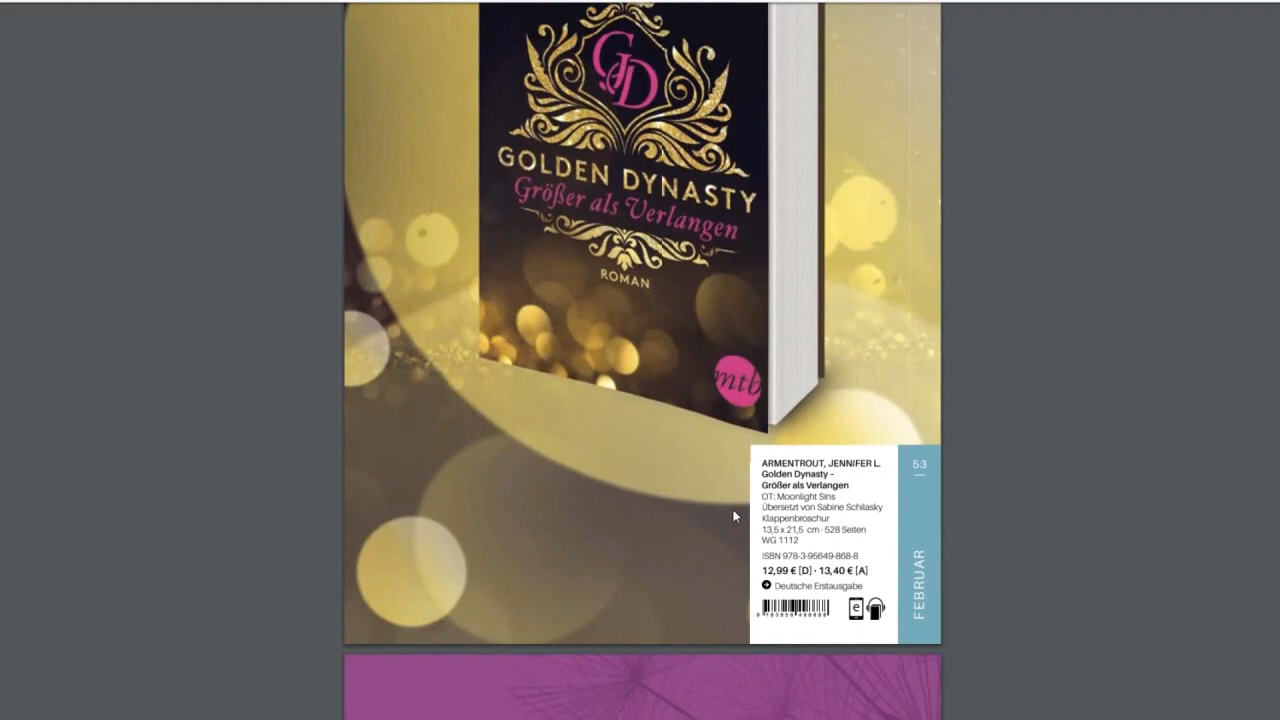 GD
GOLDEN DYNASTY
Größer als Verlangen
ROMAN
mtb
ARMENTROUT, JENNIFER L.
Golden Dynasty –
Größer als Verlangen
OT: Moonlight Sins
Übersetzt von Sabine Schilasky
Klappenbroschur
13,5 x 21,5 cm · 528 Seiten
WG 1112
ISBN 978-3-95649-868-8
12,99 € [D] · 13,40 € [A]
Deutsche Erstausgabe
e
53
FEBRUAR